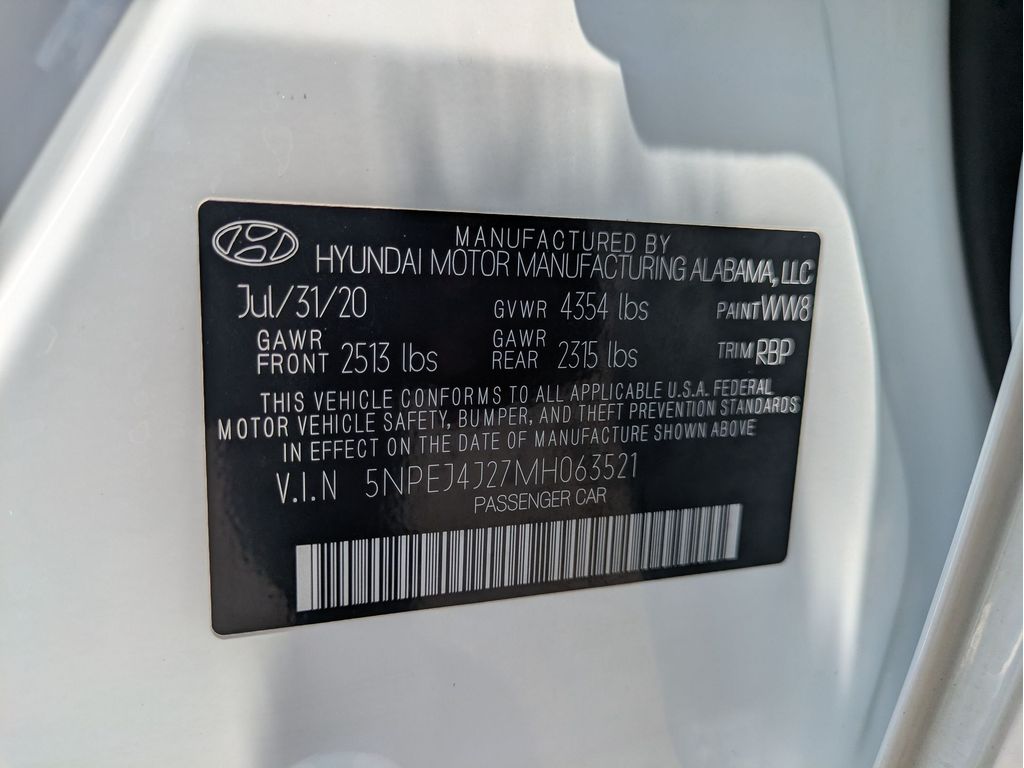 MANUFACTURED BY
HYUNDAI MOTOR MANUFACTURING ALABAMA, LLC
Jul/31/20 GVWR 4354 lbs PAINT WW8
GAWR FRONT 2513 lbs GAWR REAR 2315 lbs TRIM RBP
THIS VEHICLE CONFORMS TO ALL APPLICABLE U.S.A. FEDERAL
MOTOR VEHICLE SAFETY, BUMPER, AND THEFT PREVENTION STANDARDS
IN EFFECT ON THE DATE OF MANUFACTURE SHOWN ABOVE
V.I.N 5NPEJ4J27MH063521
PASSENGER CAR